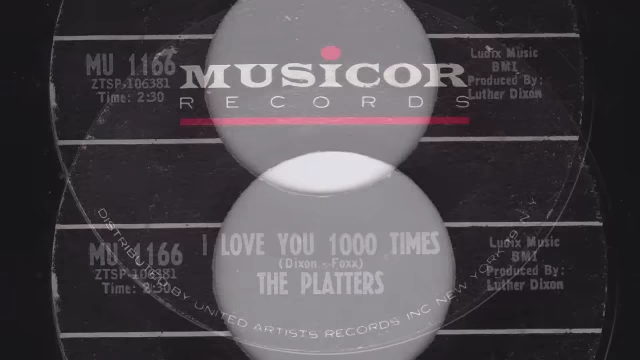 MU 1166
ZTSP-106381
Time: 2:30
MUSICOR
RECORDS
Ludix Music
BMI
Produced By:
Luther Dixon
I LOVE YOU 1000 TIMES
(Dixon - Foxx)
THE PLATTERS
MU 1166
ZTSP-106381
Time: 2:30
Ludix Music
BMI
Produced By:
Luther Dixon
DISTRIBUTED BY UNITED ARTISTS RECORDS INC NEW YORK 19, N.Y.